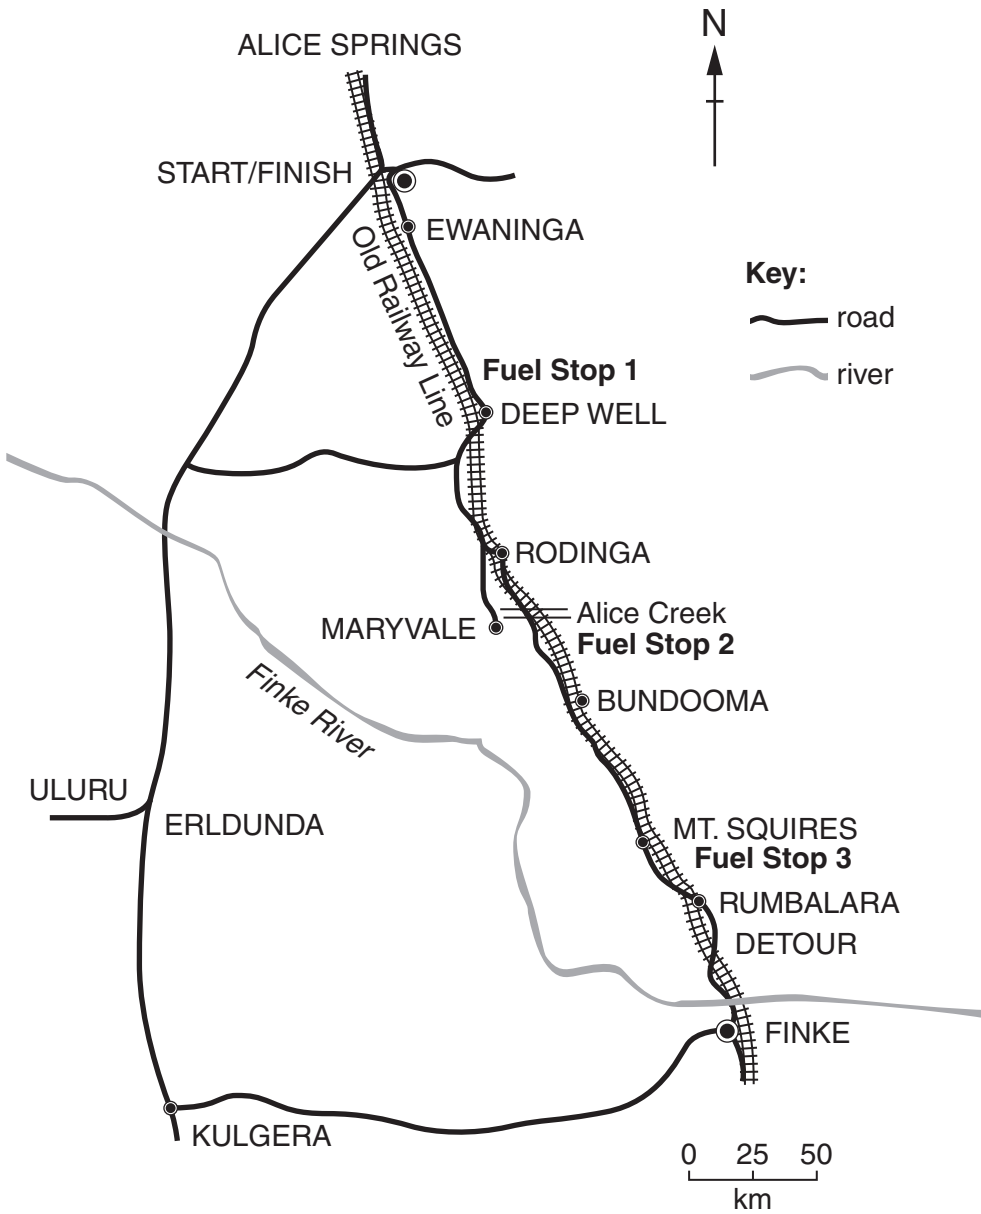 N
ALICE SPRINGS
START/FINISH
EWANINGA
Old Railway Line
Key:
road
river
Fuel Stop 1
DEEP WELL
RODINGA
Alice Creek
MARYVALE
Fuel Stop 2
Finke River
BUNDOOMA
ULURU
ERLDUNDA
MT. SQUIRES
Fuel Stop 3
RUMBALARA
DETOUR
FINKE
KULGERA
0 25 50
km